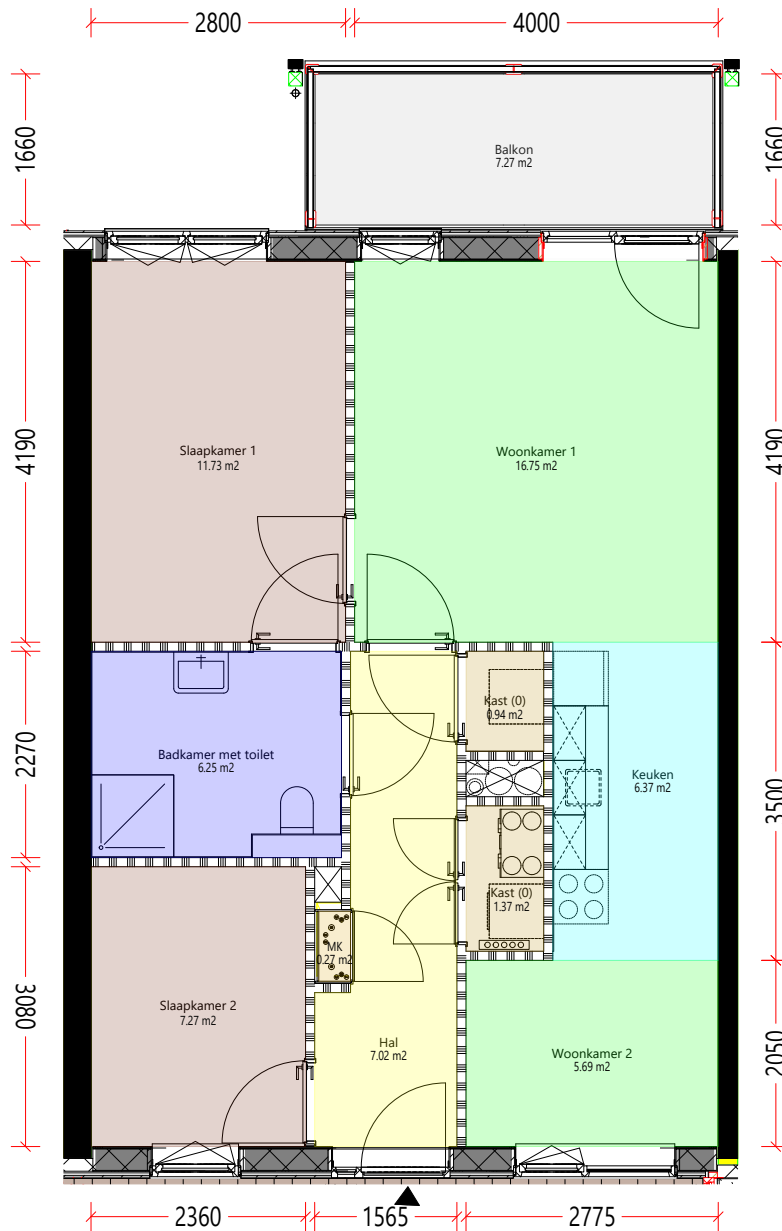 2800
4000
1660
1660
Balkon
7.27 m2
4190
4190
Slaapkamer 1
11.73 m2
Woonkamer 1
16.75 m2
2270
3500
Kast (0)
0.94 m2
Badkamer met toilet
6.25 m2
Keuken
6.37 m2
Kast (0)
1.37 m2
MK
0.27 m2
3080
2050
Slaapkamer 2
7.27 m2
Hal
7.02 m2
Woonkamer 2
5.69 m2
2360
1565
2775